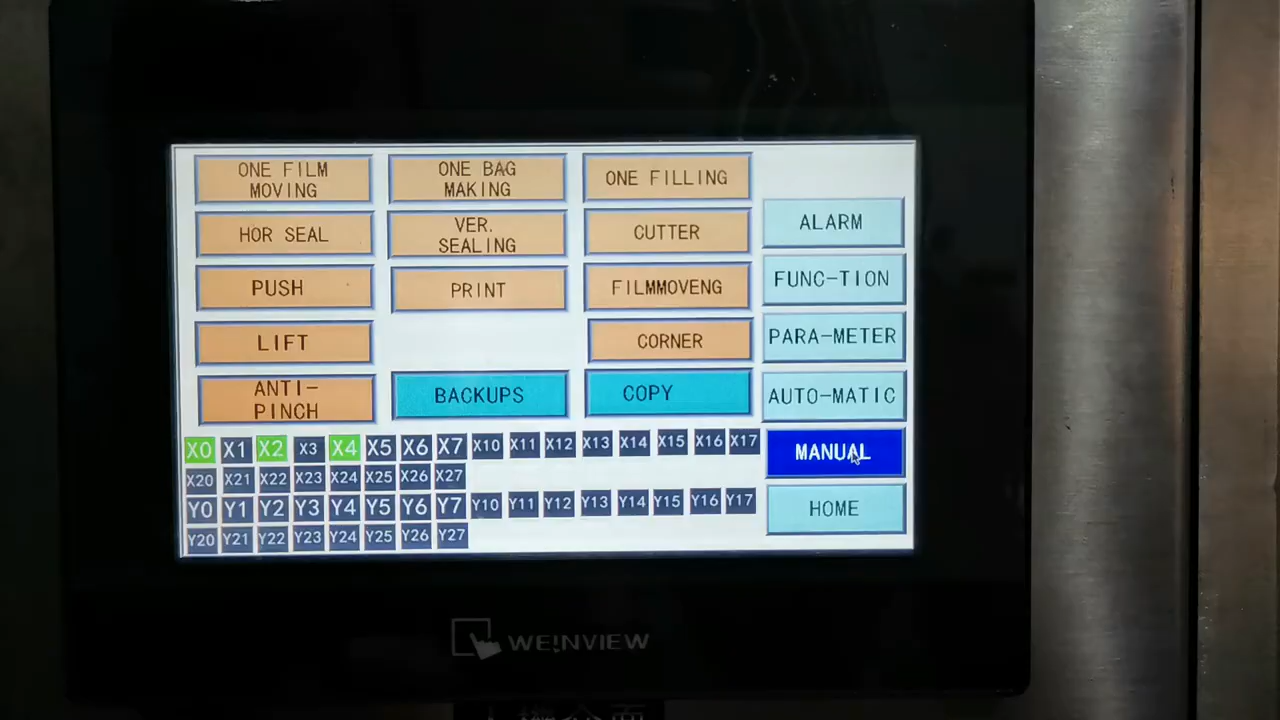 ONE FILM
MOVING
ONE BAG
MAKING
ONE FILLING
HOR SEAL
VER.
SEALING
CUTTER
ALARM
PUSH
PRINT
FILMMOVENG
FUNC-TION
LIFT
CORNER
PARA-METER
ANTI-
PINCH
BACKUPS
COPY
AUTO-MATIC
X0 X1 X2 X3 X4 X5 X6 X7 X10 X11 X12 X13 X14 X15 X16 X17
MANUAL
X20 X21 X22 X23 X24 X25 X26 X27
Y0 Y1 Y2 Y3 Y4 Y5 Y6 Y7 Y10 Y11 Y12 Y13 Y14 Y15 Y16 Y17
HOME
Y20 Y21 Y22 Y23 Y24 Y25 Y26 Y27
WE!NVIEW